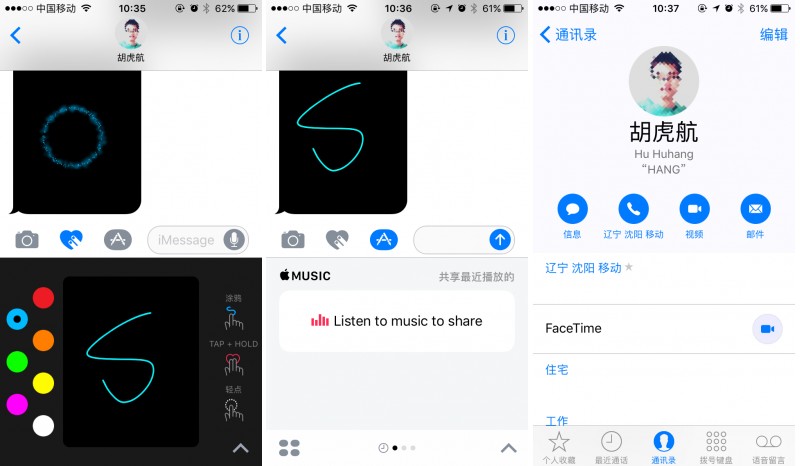 中国移动 10:35 62%
胡虎航
iMessage
涂鸦
TAP + HOLD
轻点
中国移动 10:36 61%
胡虎航
MUSIC 共享最近播放的
Listen to music to share
中国移动 10:37 61%
通讯录 编辑
胡虎航
Hu Huhang
“HANG”
信息 辽宁 沈阳 移动 视频 邮件
辽宁 沈阳 移动
FaceTime
住宅
工作
个人收藏 最近通话 通讯录 拨号键盘 语音留言